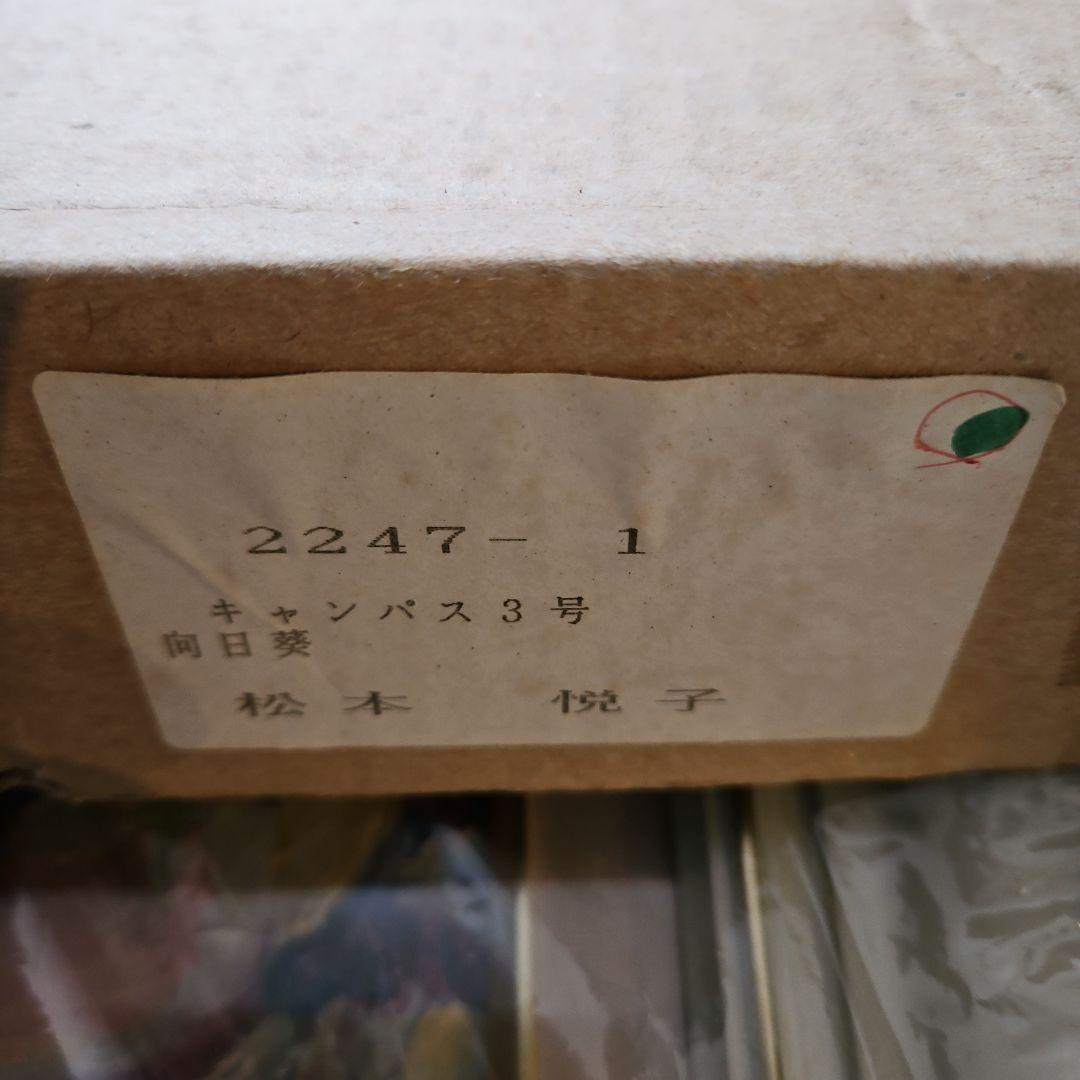 2247- 1
キャンパス3号
向日葵
松本 悦子